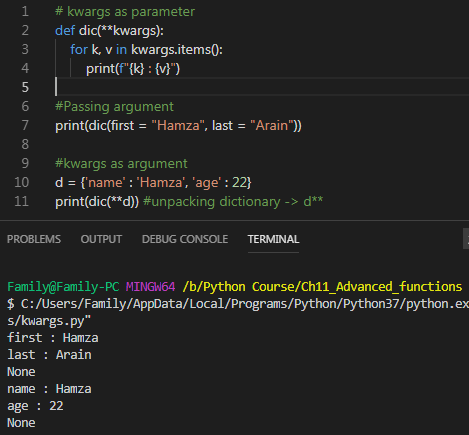 1 # kwargs as parameter
2 def dic(**kwargs):
3 for k, v in kwargs.items():
4 print(f"{k} : {v}")
5
6 #Passing argument
7 print(dic(first = "Hamza", last = "Arain"))
8
9 #kwargs as argument
10 d = {'name' : 'Hamza', 'age' : 22}
11 print(dic(**d)) #unpacking dictionary -> d**
PROBLEMS OUTPUT DEBUG CONSOLE TERMINAL
Family@Family-PC MINGW64 /b/Python Course/Ch11_Advanced_functions
$ C:/Users/Family/AppData/Local/Programs/Python/Python37/python.ex
s/kwargs.py"
first : Hamza
last : Arain
None
name : Hamza
age : 22
None